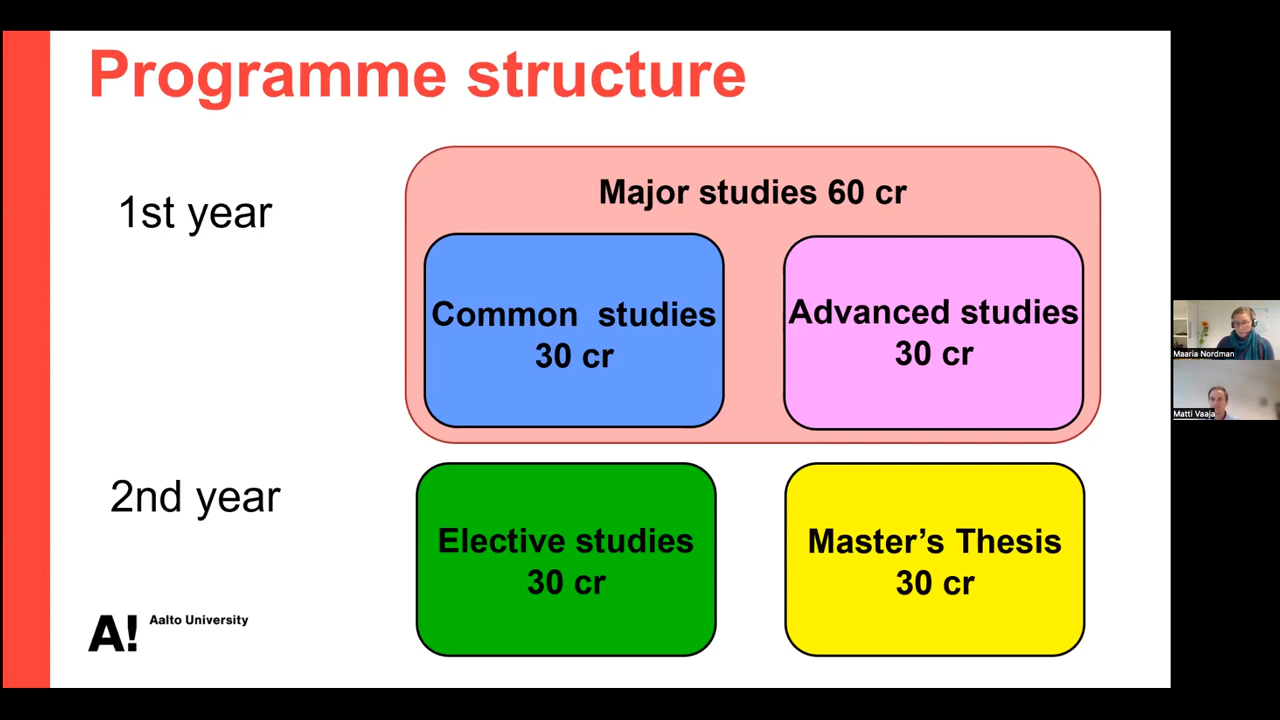 Programme structure
1st year
Major studies 60 cr
Common studies
30 cr
Advanced studies
30 cr
2nd year
Elective studies
30 cr
Master's Thesis
30 cr
A! Aalto University
Maaria Nordman
Matti Vaaja